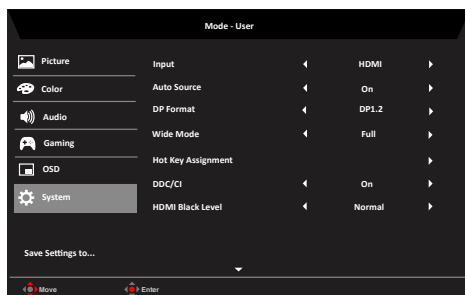 Mode - User
Picture
Color
Audio
Gaming
OSD
System
Input HDMI
Auto Source On
DP Format DP1.2
Wide Mode Full
Hot Key Assignment
DDC/CI On
HDMI Black Level Normal
Save Settings to...
Move Enter